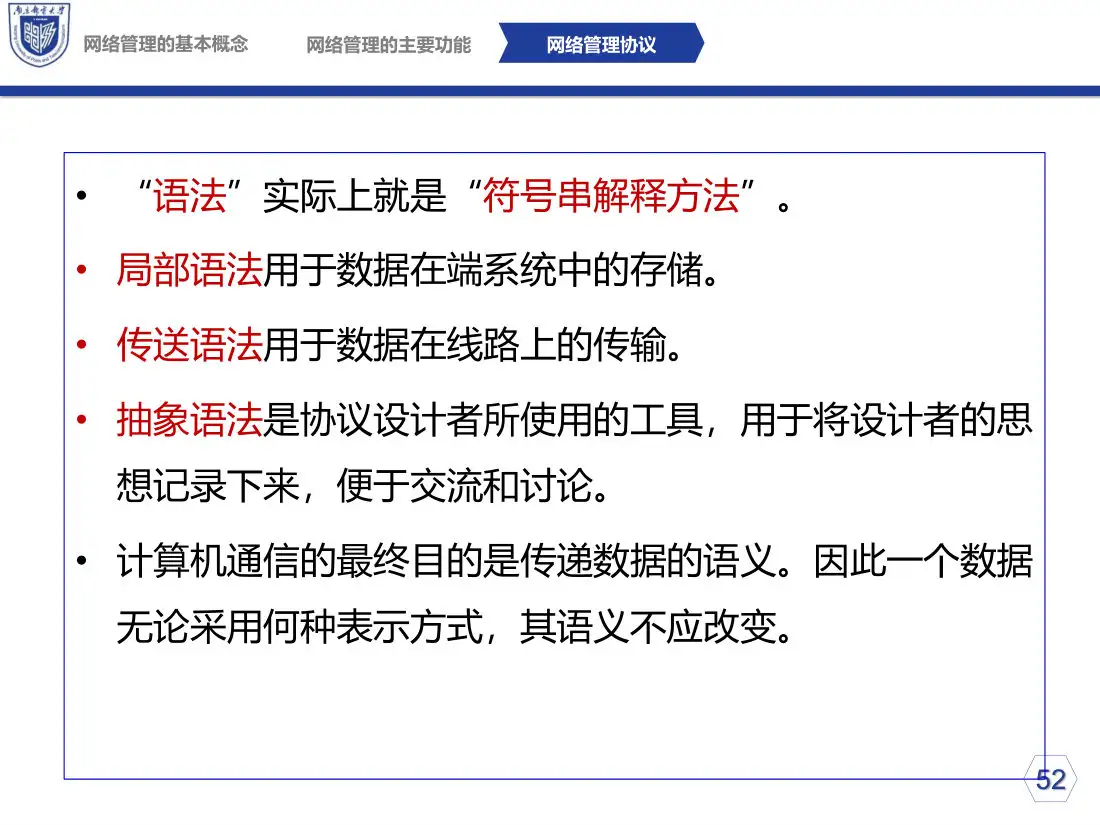 南京邮电大学
网络管理的基本概念
网络管理的主要功能
网络管理协议
• “语法”实际上就是“符号串解释方法”。
• 局部语法用于数据在端系统中的存储。
• 传送语法用于数据在线路上的传输。
• 抽象语法是协议设计者所使用的工具，用于将设计者的思
想记录下来，便于交流和讨论。
• 计算机通信的最终目的是传递数据的语义。因此一个数据
无论采用何种表示方式，其语义不应改变。
52